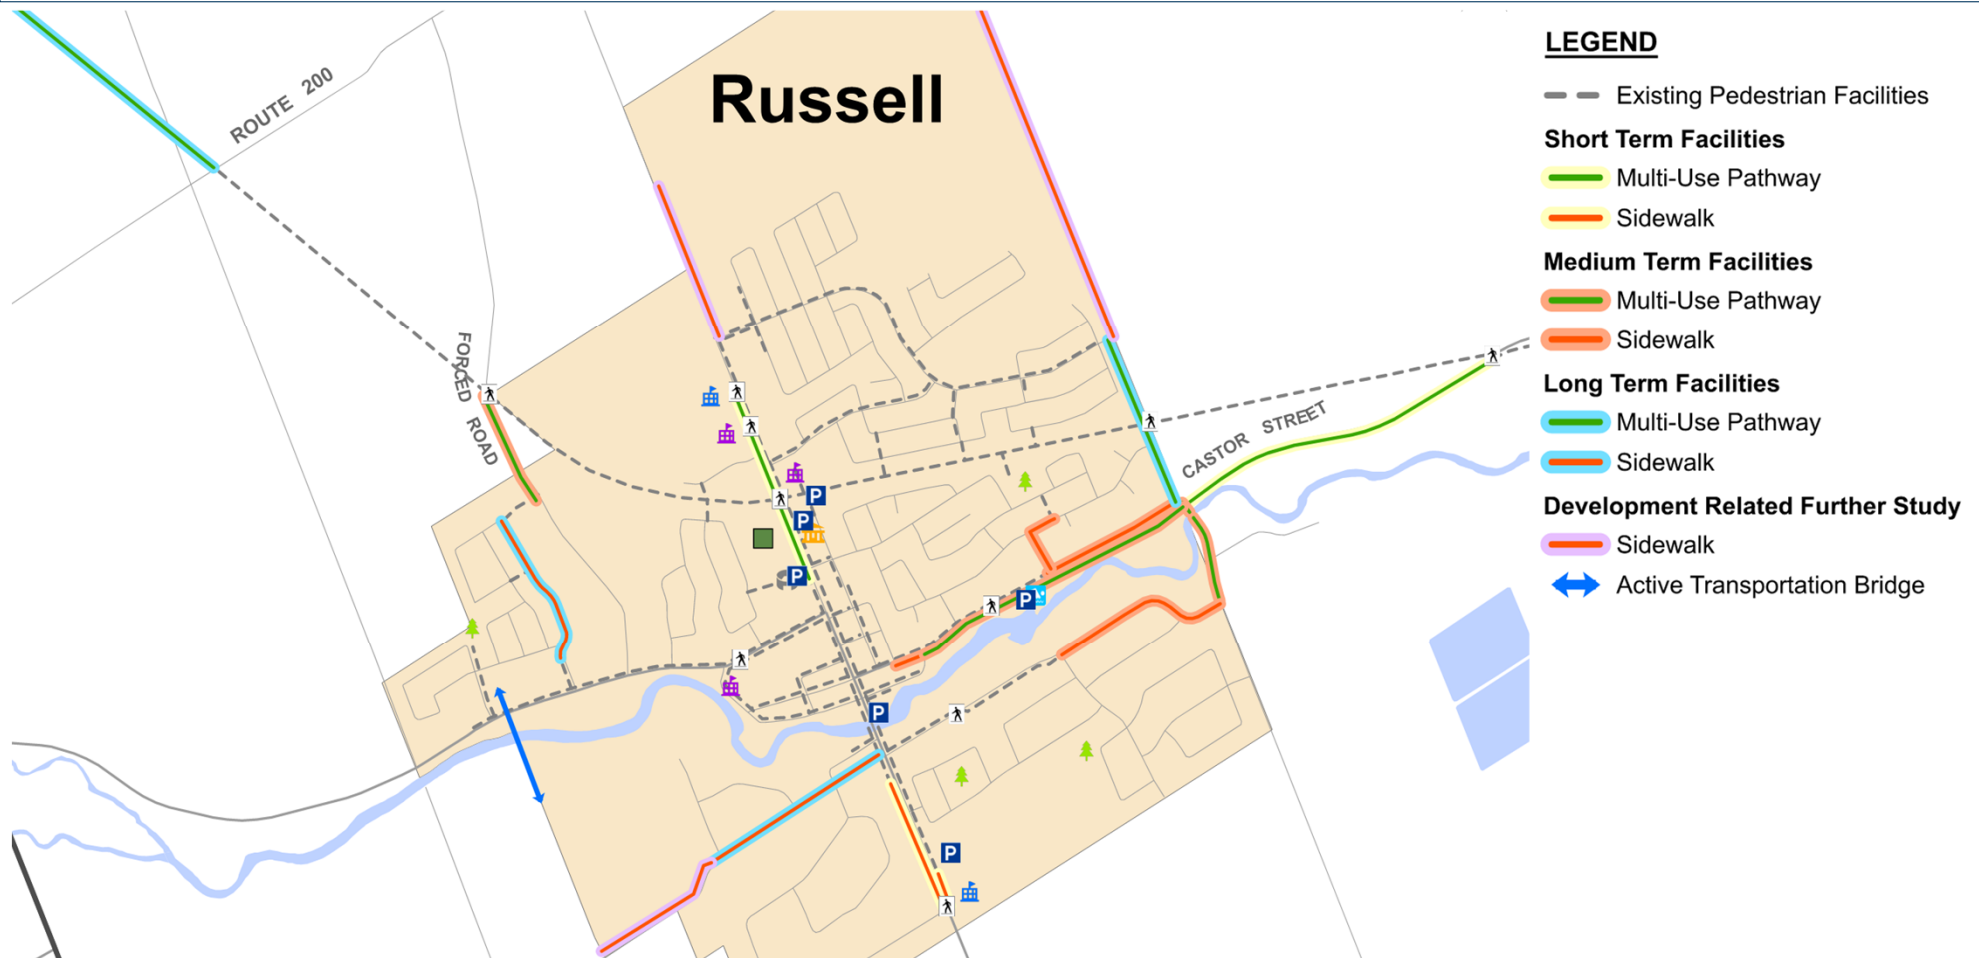 Russell
ROUTE 200
FORCED ROAD
CASTOR STREET
P
P
P
P
P
P
LEGEND
Existing Pedestrian Facilities
Short Term Facilities
Multi-Use Pathway
Sidewalk
Medium Term Facilities
Multi-Use Pathway
Sidewalk
Long Term Facilities
Multi-Use Pathway
Sidewalk
Development Related Further Study
Sidewalk
Active Transportation Bridge